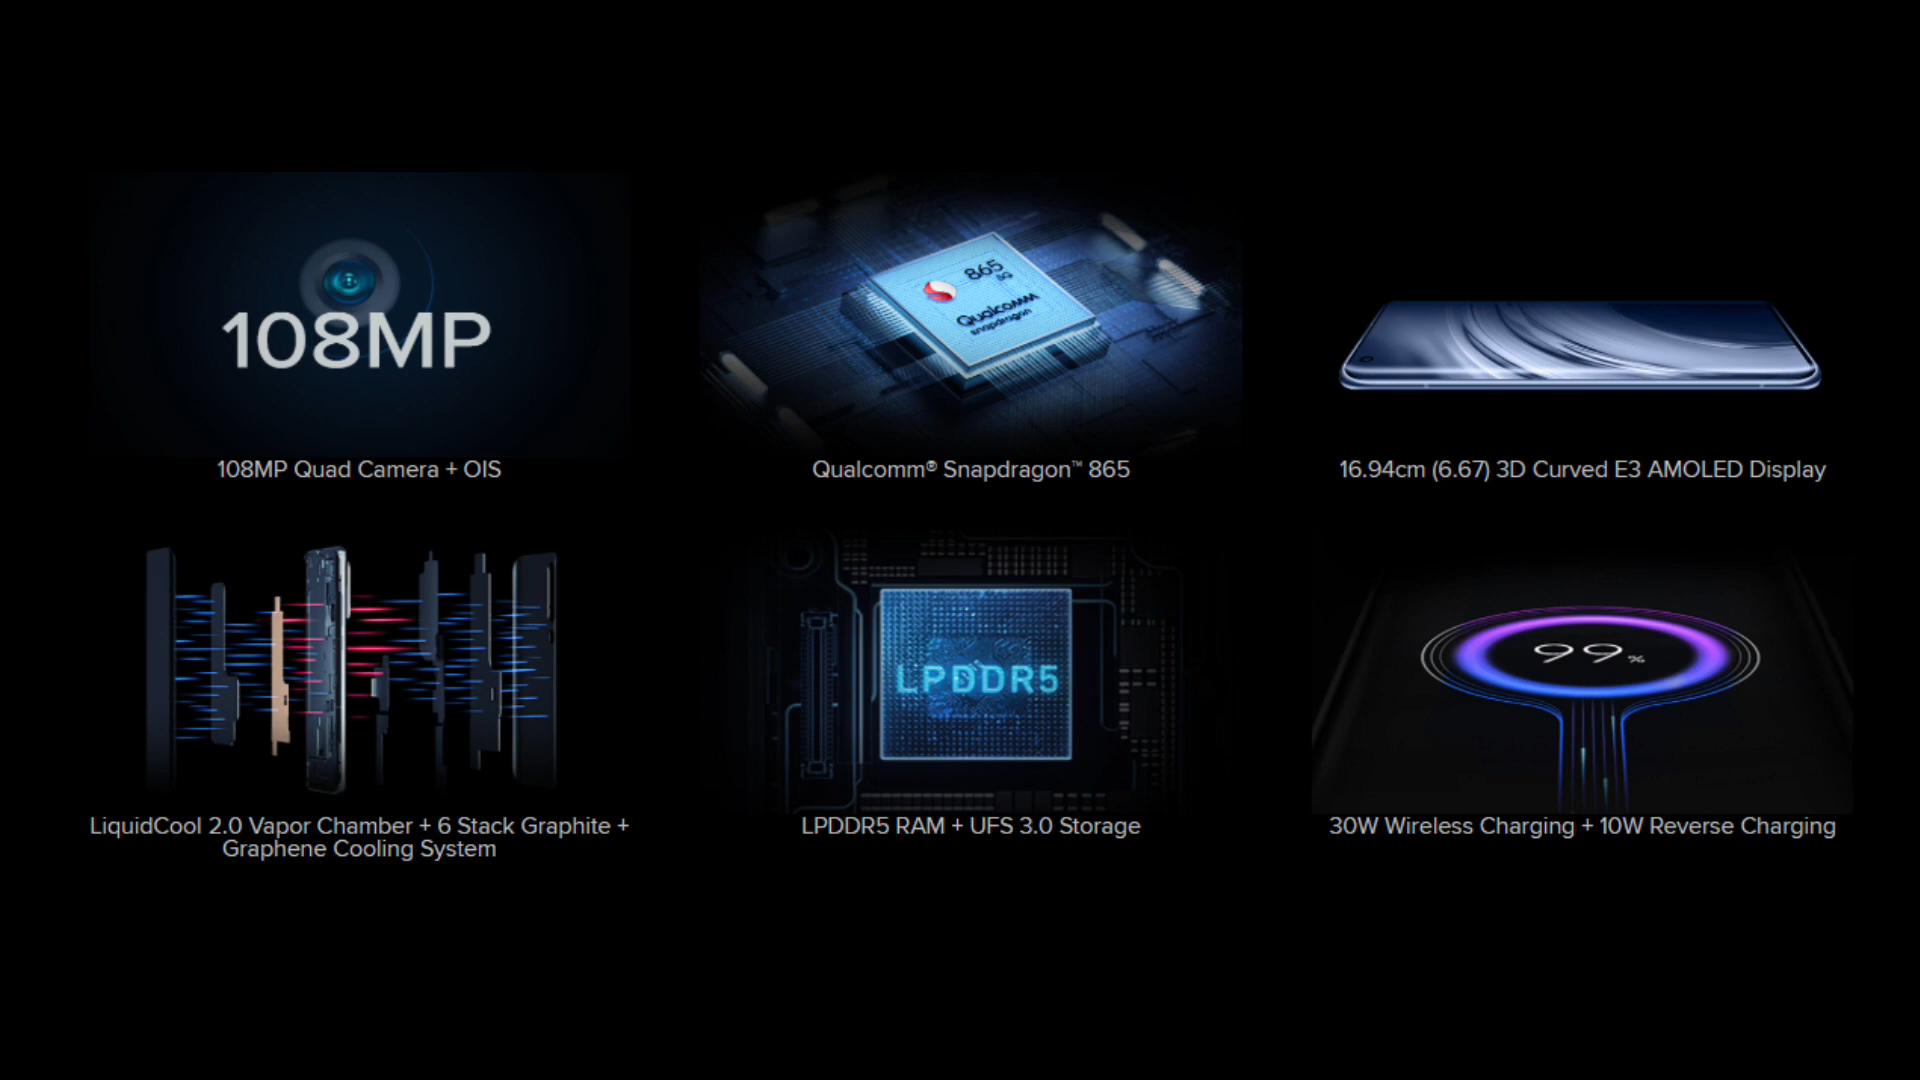 108MP
108MP Quad Camera + OIS
865
5G
Qualcomm
snapdragon
Qualcomm® Snapdragon™ 865
16.94cm (6.67) 3D Curved E3 AMOLED Display
LiquidCool 2.0 Vapor Chamber + 6 Stack Graphite +
Graphene Cooling System
LPDDR5
LPDDR5 RAM + UFS 3.0 Storage
99%
30W Wireless Charging + 10W Reverse Charging